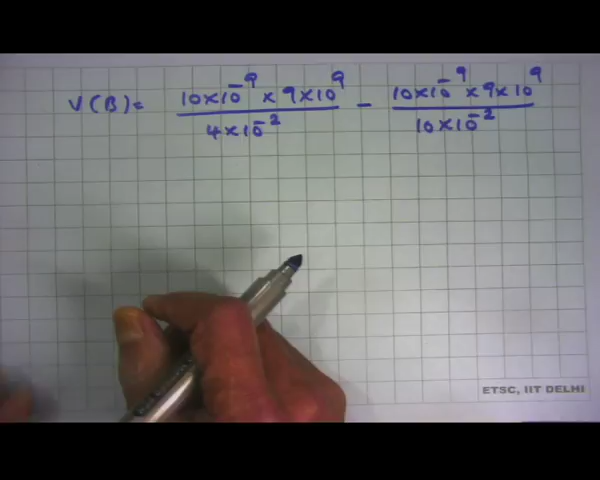 V(B) = (10×10⁻⁹ × 9×10⁹)/(4×10⁻²) − (10×10⁻⁹ × 9×10⁹)/(10×10⁻²)
ETSC, IIT DELHI